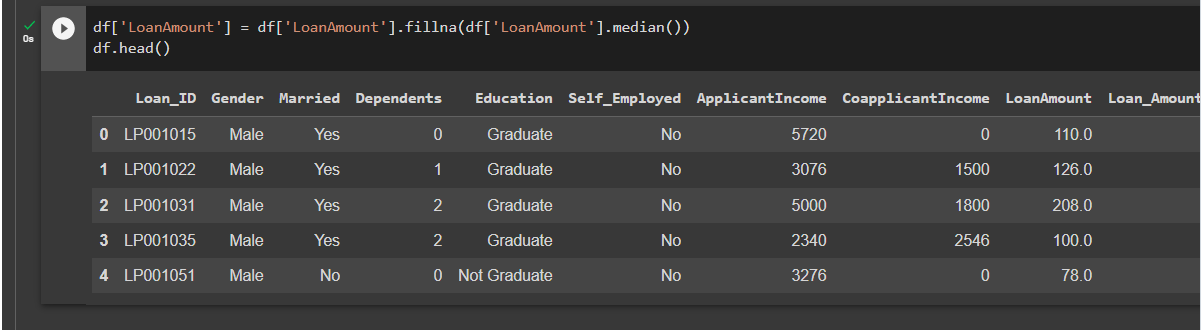 df['LoanAmount'] = df['LoanAmount'].fillna(df['LoanAmount'].median())
0s
df.head()
Loan_ID Gender Married Dependents Education Self_Employed ApplicantIncome CoapplicantIncome LoanAmount Loan_Amount
0 LP001015 Male Yes 0 Graduate No 5720 0 110.0
1 LP001022 Male Yes 1 Graduate No 3076 1500 126.0
2 LP001031 Male Yes 2 Graduate No 5000 1800 208.0
3 LP001035 Male Yes 2 Graduate No 2340 2546 100.0
4 LP001051 Male No 0 Not Graduate No 3276 0 78.0